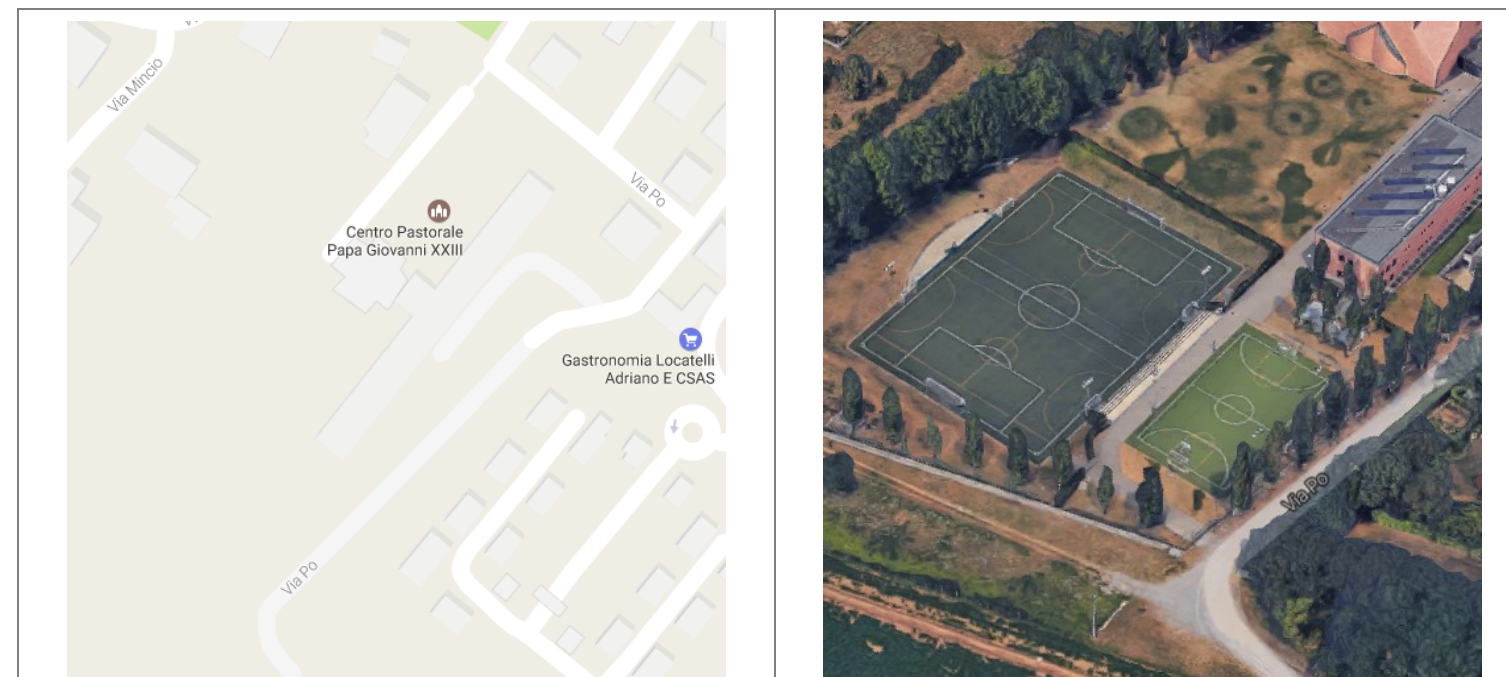 Via Mincio
Via Po
Centro Pastorale
Papa Giovanni XXIII
Gastronomia Locatelli
Adriano E CSAS
Via Po
Via Po